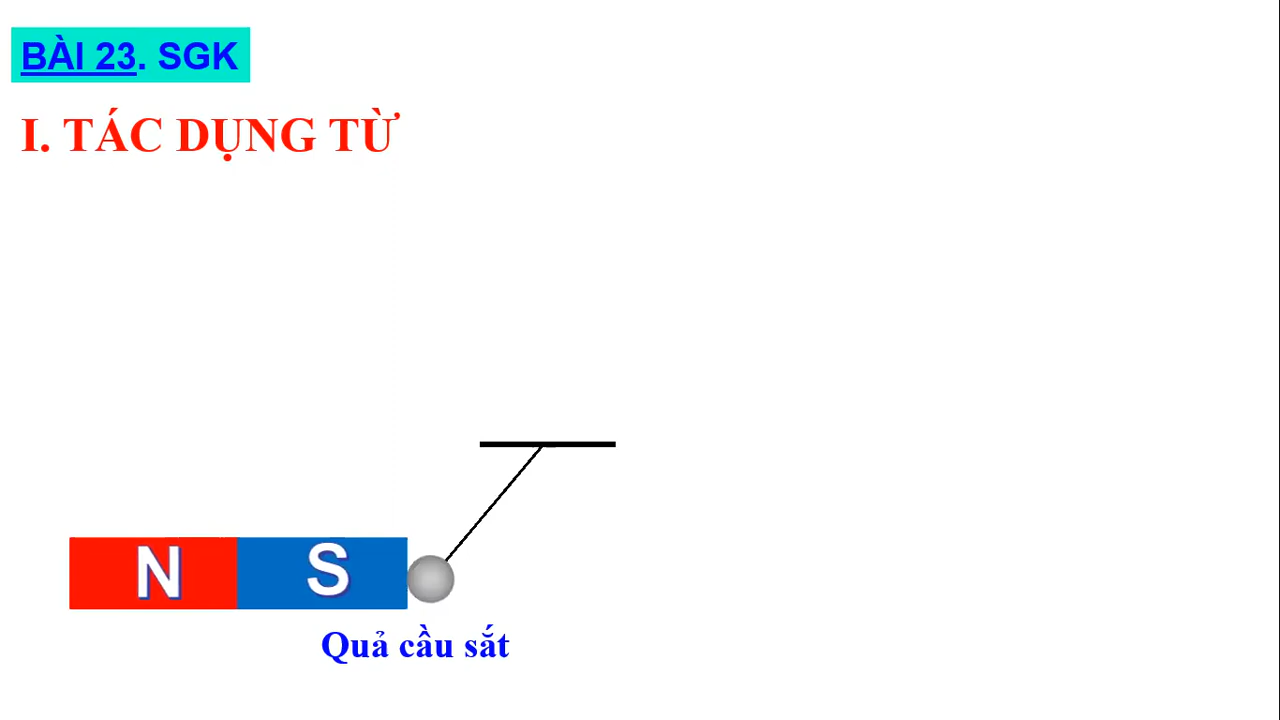 BÀI 23. SGK
I. TÁC DỤNG TỪ
N S
Quả cầu sắt